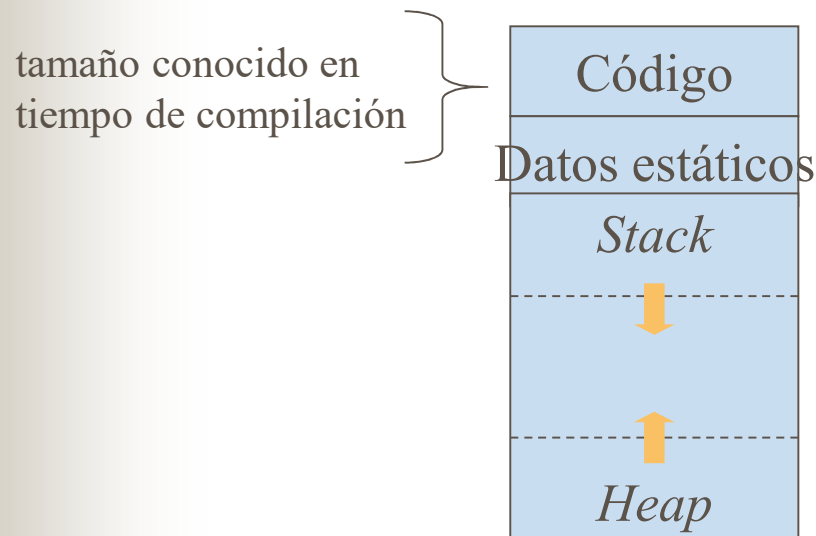 tamaño conocido en
tiempo de compilación
Código
Datos estáticos
Stack
Heap